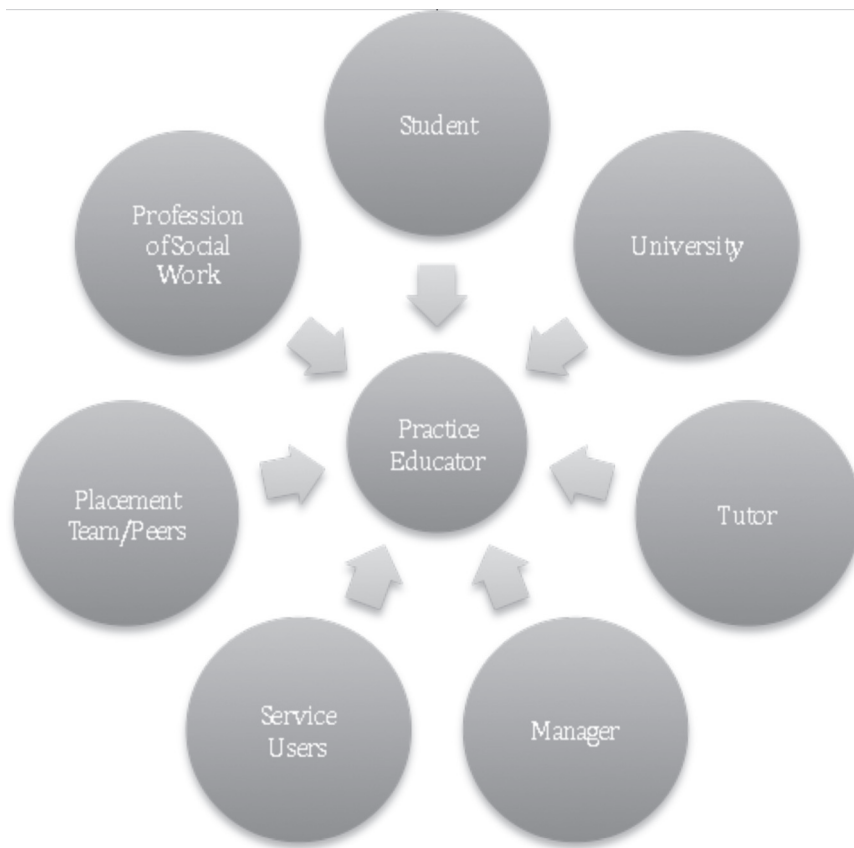 Student
Profession
of Social
Work
University
Practice
Educator
Placement
Team/Peers
Tutor
Service
Users
Manager